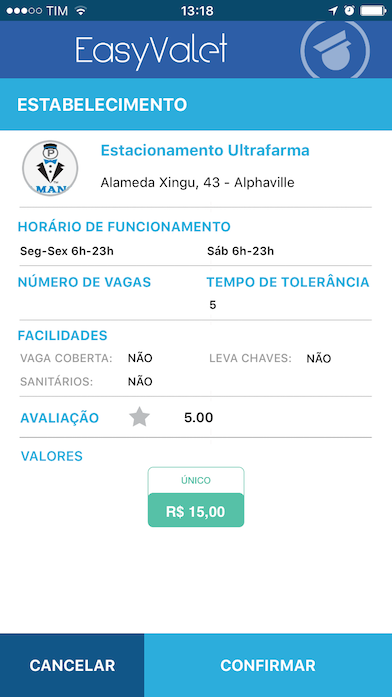 TIM 13:18
EasyValet
ESTABELECIMENTO
P
MAN
Estacionamento Ultrafarma
Alameda Xingu, 43 - Alphaville
HORÁRIO DE FUNCIONAMENTO
Seg-Sex 6h-23h Sáb 6h-23h
NÚMERO DE VAGAS TEMPO DE TOLERÂNCIA
5
FACILIDADES
VAGA COBERTA: NÃO LEVA CHAVES: NÃO
SANITÁRIOS: NÃO
AVALIAÇÃO 5.00
VALORES
ÚNICO
R$ 15,00
CANCELAR CONFIRMAR